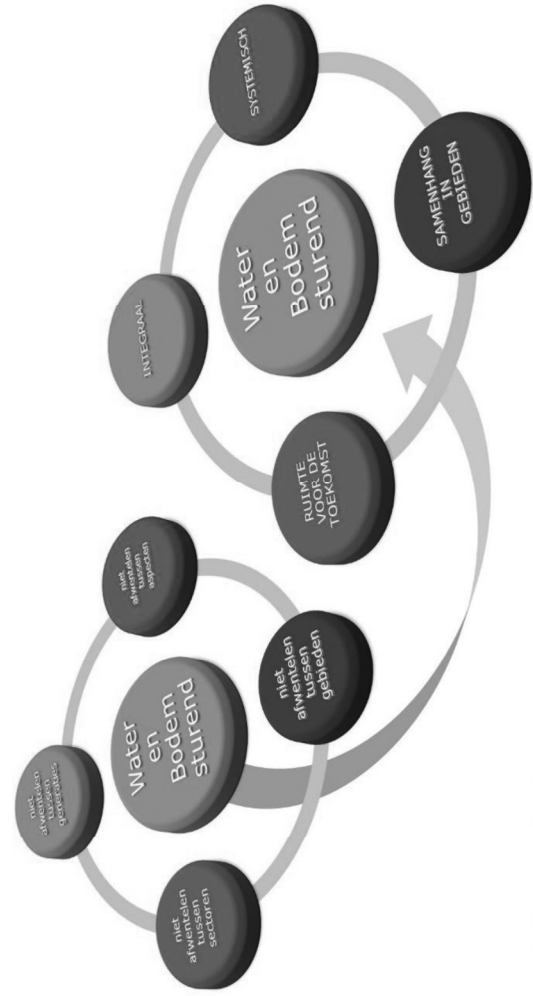 niet
afwentelen
tussen
generaties
niet
afwentelen
tussen
sectoren
Water
en
Bodem
sturend
niet
afwentelen
tussen
aspecten
niet
afwentelen
tussen
gebieden
INTEGRAAL
RUIMTE
VOOR DE
TOEKOMST
Water
en
Bodem
sturend
SYSTEMISCH
SAMENHANG
IN
GEBIEDEN